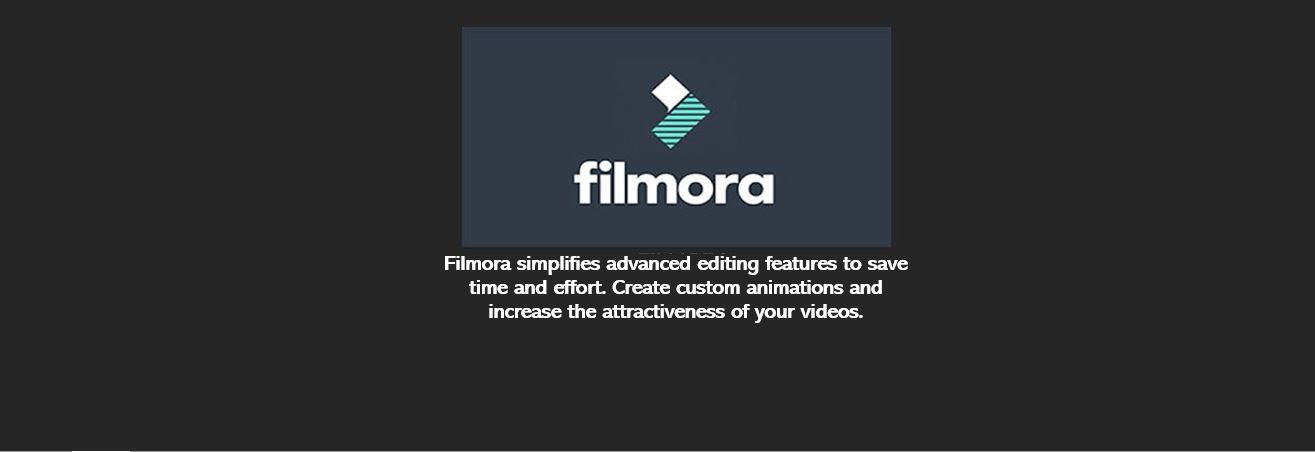 filmora
Filmora simplifies advanced editing features to save
time and effort. Create custom animations and
increase the attractiveness of your videos.